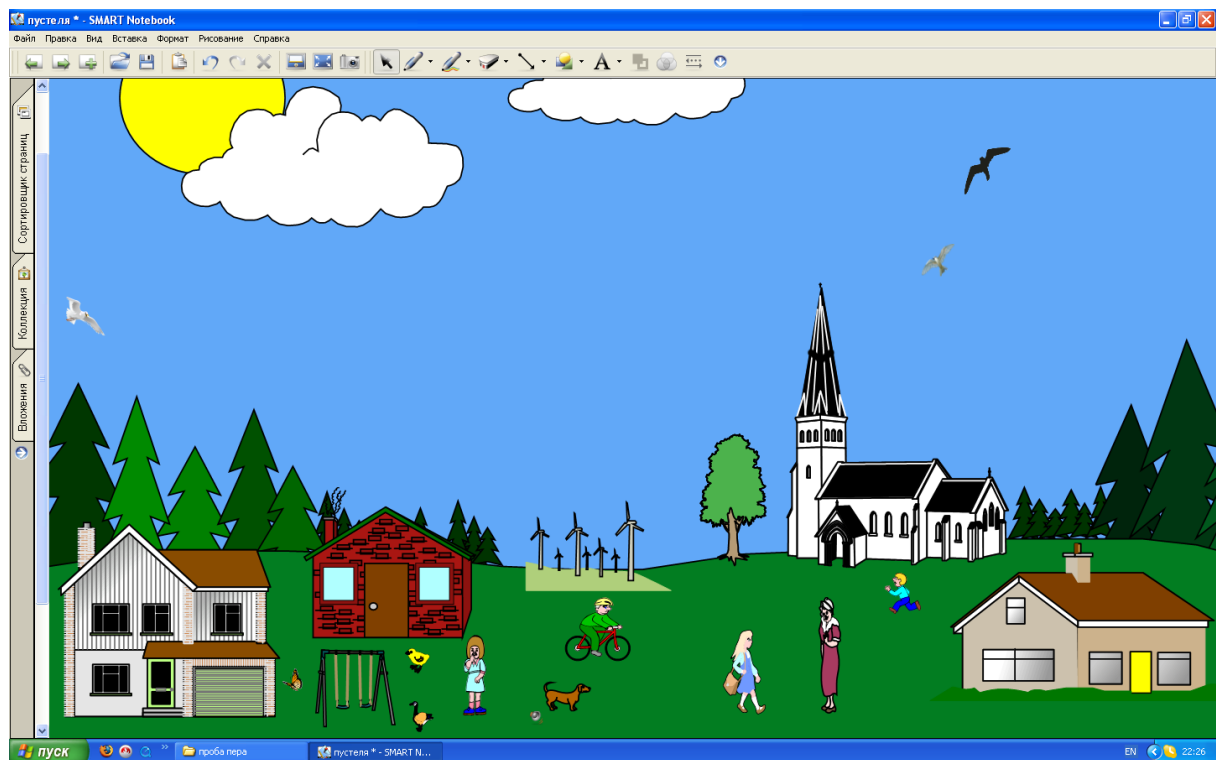 пустеля * - SMART Notebook
Файл Правка Вид Вставка Формат Рисование Справка
Сортировщик страниц
Коллекция
Вложения
пуск
проба пера
пустеля * - SMART N...
EN
22:26